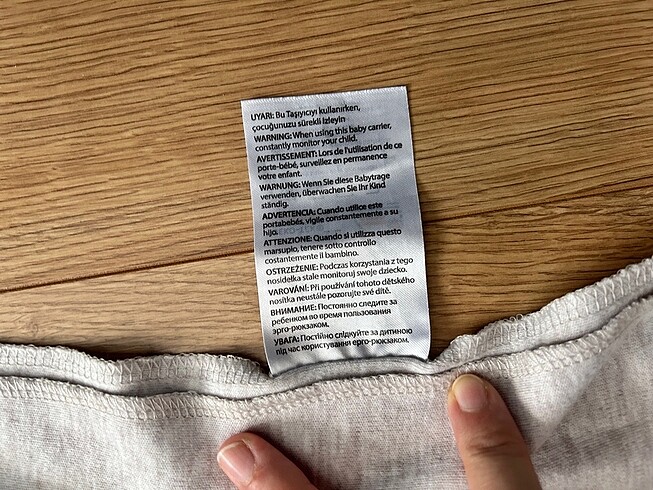 UYARI: Bu Taşıyıcıyı kullanırken,
çocuğunuzu sürekli izleyin
WARNING: When using this baby carrier,
constantly monitor your child.
AVERTISSEMENT: Lors de l'utilisation de ce
porte-bébé, surveillez en permanence
votre enfant.
WARNUNG: Wenn Sie diese Babytrage
verwenden, überwachen Sie Ihr Kind
ständig.
ADVERTENCIA: Cuando utilice este
portabebés, vigile constantemente a su
hijo.
ATTENZIONE: Quando si utilizza questo
marsupio, tenere sotto controllo
costantemente il bambino.
OSTRZEŻENIE: Podczas korzystania z tego
nosidełka stale monitoruj swoje dziecko.
VAROVÁNÍ: Při používání tohoto dětského
nosítka neustále pozorujte své dítě.
ВНИМАНИЕ: Постоянно следите за
ребенком во время пользования
эрго-рюкзаком.
УВАГА: Постійно слідкуйте за дитиною
під час користування ерго-рюкзаком.